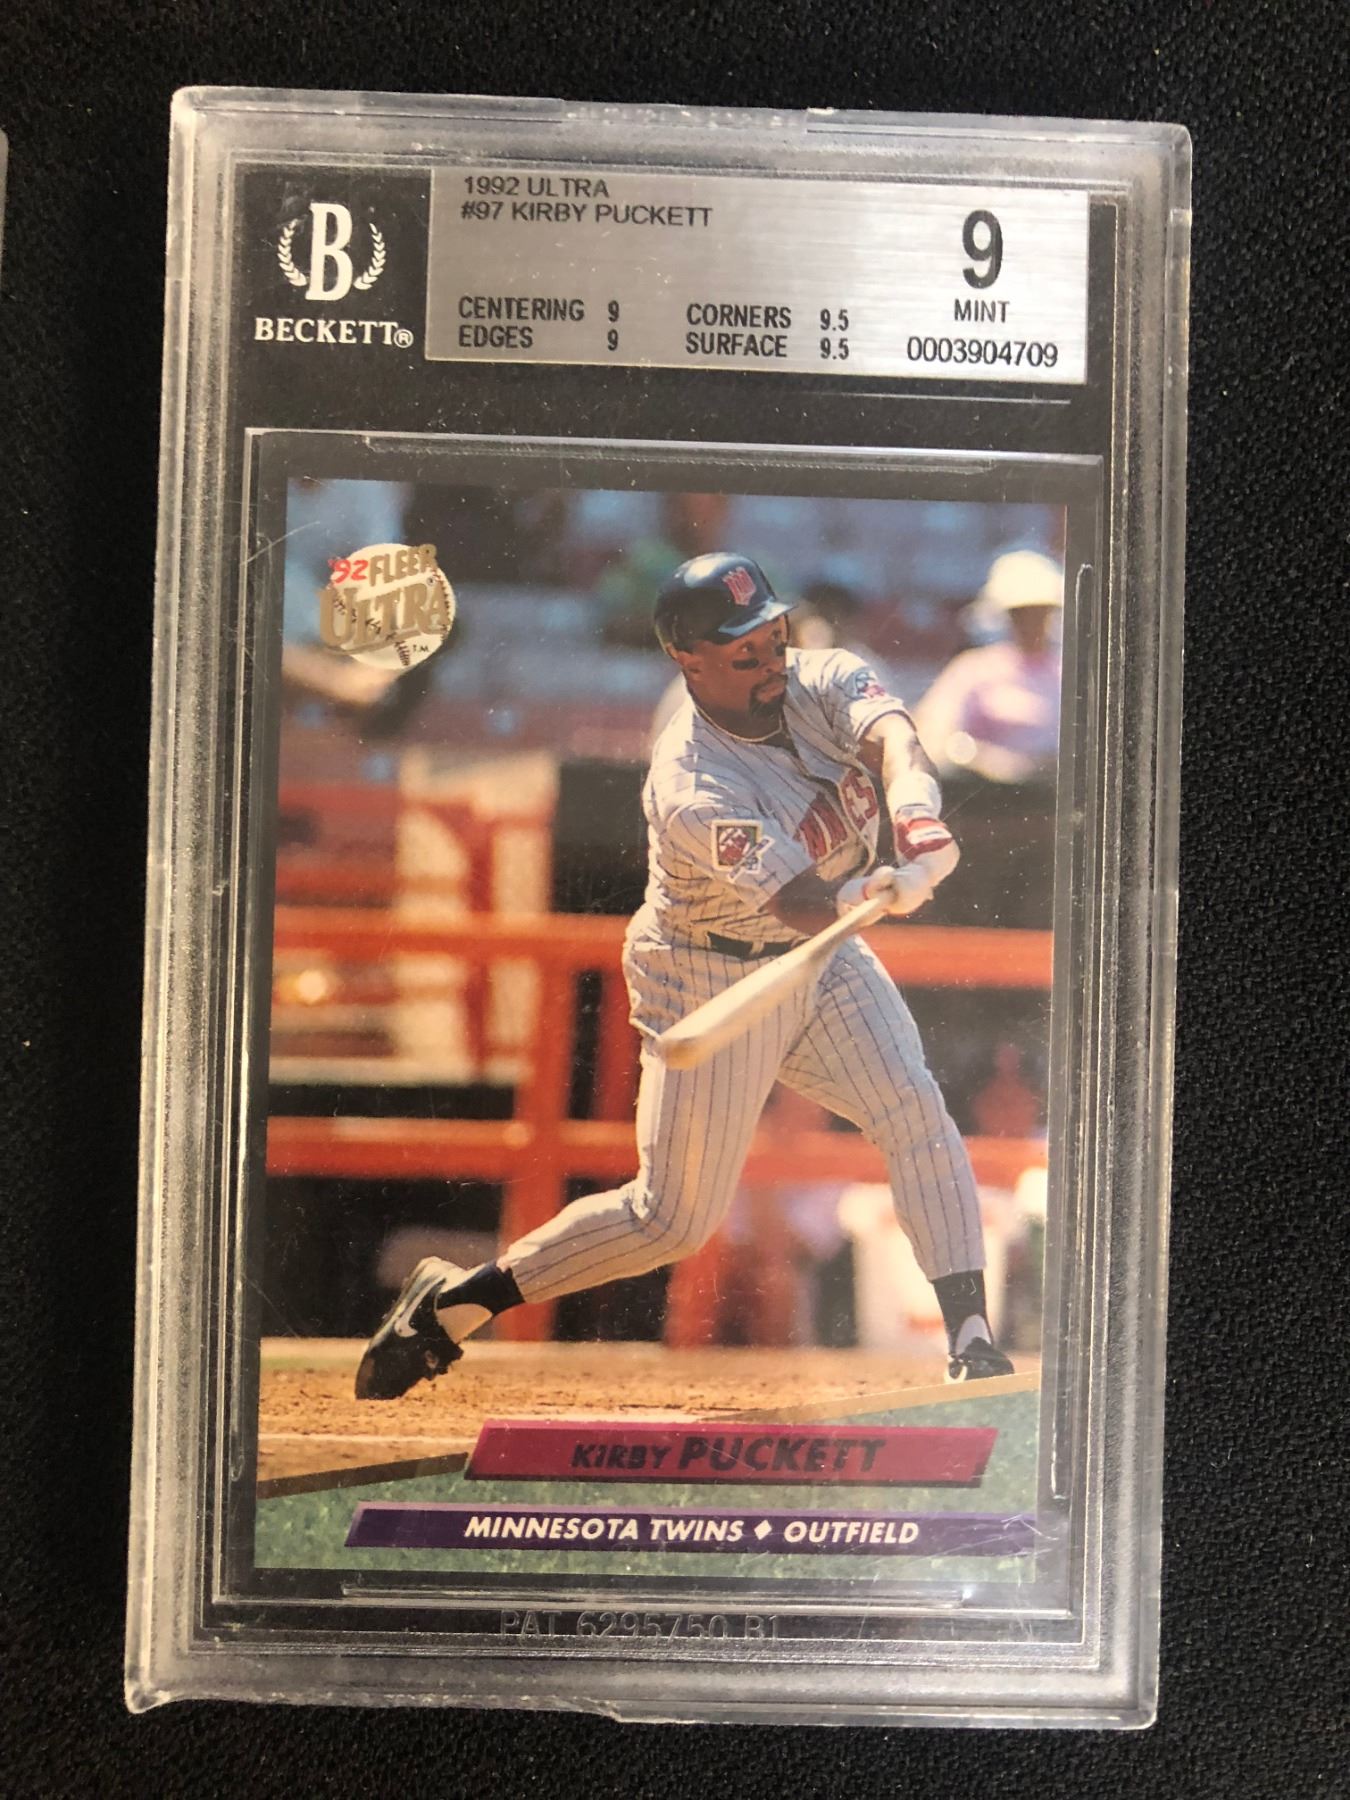 1992 ULTRA
#97 KIRBY PUCKETT
9
MINT
0003904709
CENTERING 9
CORNERS 9.5
EDGES 9
SURFACE 9.5
B
BECKETT®
'92 FLEER
ULTRA
TM
KIRBY PUCKETT
MINNESOTA TWINS ♦ OUTFIELD
PAT. 6295750 B1